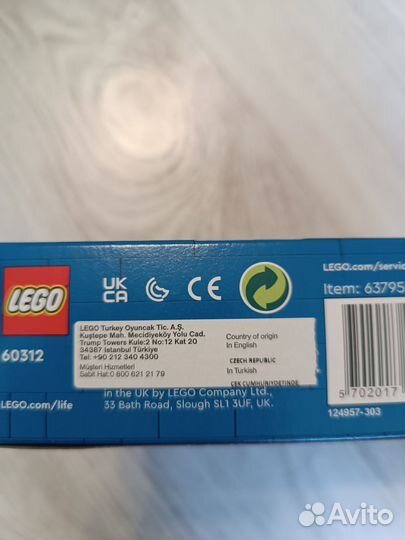 LEGO
60312
LEGO.com/life
UK
CA
CE
LEGO Turkey Oyuncak Tic. A.Ş.
Kuştepe Mah. Mecidiyeköy Yolu Cad.
Trump Towers Kule:2 No:12 Kat 20
34387 Istanbul Türkiye
Tel: +90 212 340 4300
Müşteri Hizmetleri
Sabit Hat:0 800 621 21 79
Country of origin
In English
CZECH REPUBLIC
In Turkish
ÇEK CUMHURİYETİNDE
in the UK by LEGO Company Ltd.,
33 Bath Road, Slough SL1 3UF, UK.
LEGO.com/service
Item: 63795
5 702017
124957-303
Avito